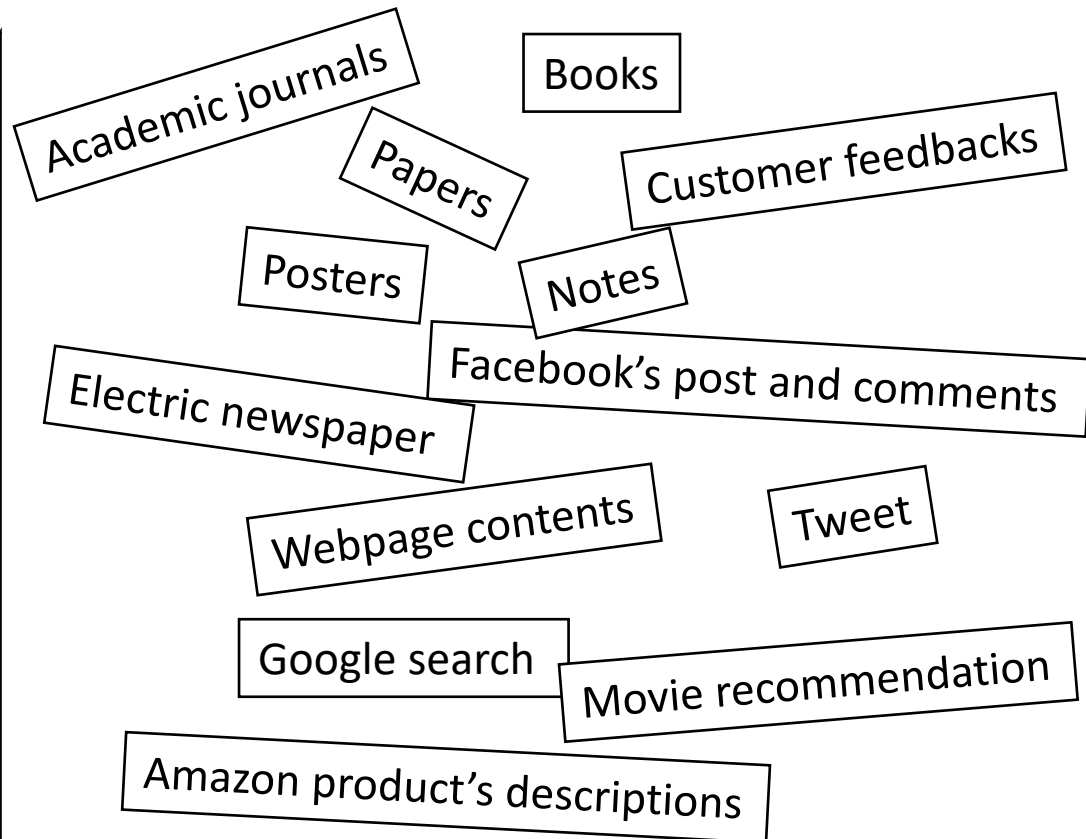 Academic journals
Books
Papers
Customer feedbacks
Posters
Notes
Facebook’s post and comments
Electric newspaper
Webpage contents
Tweet
Google search
Movie recommendation
Amazon product’s descriptions